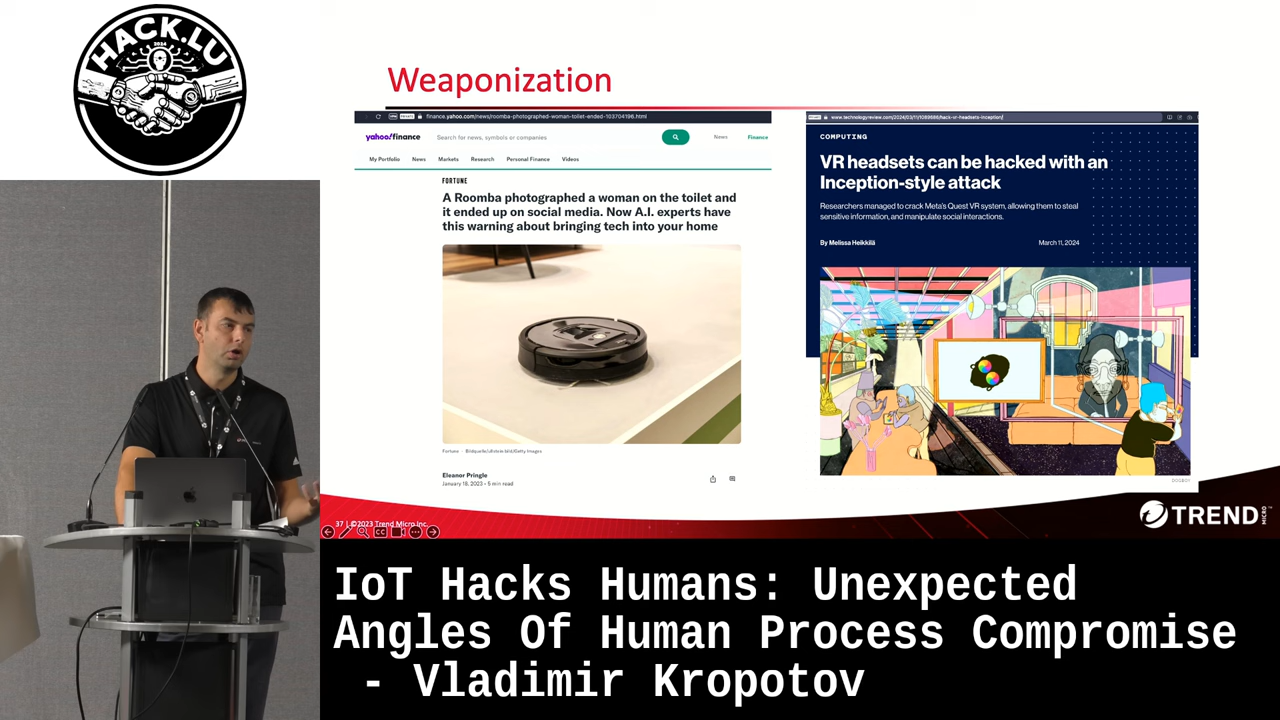 HACK.LU
2024
Weaponization
finance.yahoo.com/news/roomba-photographed-woman-toilet-ended-103704196.html
yahoo!finance
Search for news, symbols or companies
News
Finance
My Portfolio
News
Markets
Research
Personal Finance
Videos
FORTUNE
A Roomba photographed a woman on the toilet and
it ended up on social media. Now A.I. experts have
this warning about bringing tech into your home
Eleanor Pringle
January 18, 2023 • 5 min read
www.technologyreview.com/2024/03/11/1089686/hack-vr-headsets-inception/
COMPUTING
VR headsets can be hacked with an
Inception-style attack
Researchers managed to crack Meta's Quest VR system, allowing them to steal
sensitive information, and manipulate social interactions.
By Melissa Heikkilä
March 11, 2024
37 | ©2023 Trend Micro Inc.
CC
TREND
MICRO
IoT Hacks Humans: Unexpected
Angles Of Human Process Compromise
- Vladimir Kropotov